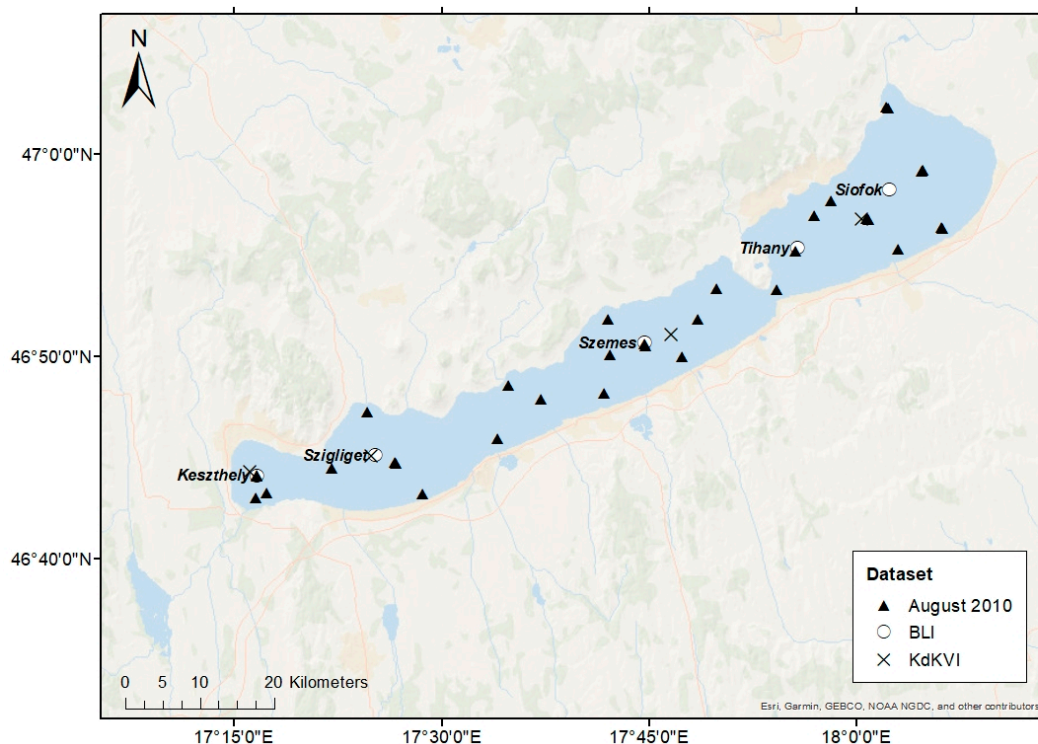 N
47°0'0"N
46°50'0"N
46°40'0"N
Siofok
Tihany
Szemes
Szigliget
Keszthely
Dataset
August 2010
BLI
KdKVI
0 5 10 20 Kilometers
Esri, Garmin, GEBCO, NOAA NGDC, and other contributors
17°15'0"E 17°30'0"E 17°45'0"E 18°0'0"E